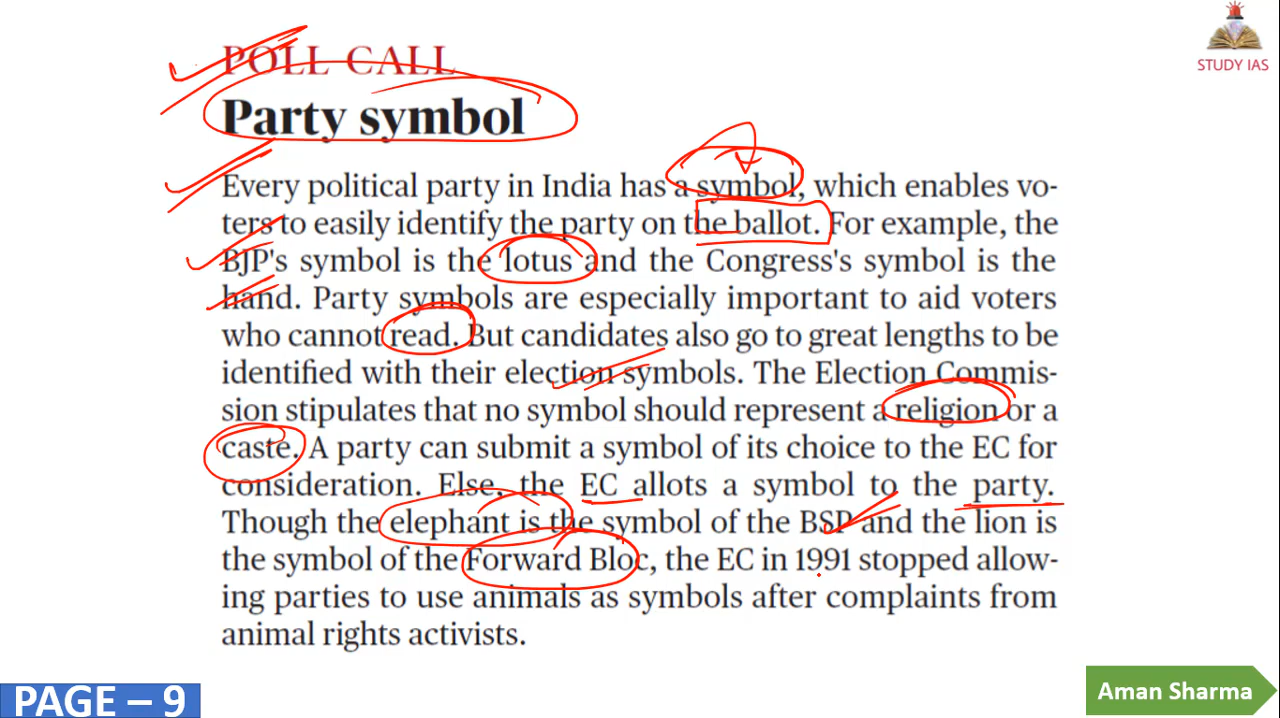 STUDY IAS
POLL CALL
Party symbol
Every political party in India has a symbol, which enables vo-
ters to easily identify the party on the ballot. For example, the
BJP's symbol is the lotus and the Congress's symbol is the
hand. Party symbols are especially important to aid voters
who cannot read. But candidates also go to great lengths to be
identified with their election symbols. The Election Commis-
sion stipulates that no symbol should represent a religion or a
caste. A party can submit a symbol of its choice to the EC for
consideration. Else, the EC allots a symbol to the party.
Though the elephant is the symbol of the BSP and the lion is
the symbol of the Forward Bloc, the EC in 1991 stopped allow-
ing parties to use animals as symbols after complaints from
animal rights activists.
PAGE – 9
Aman Sharma